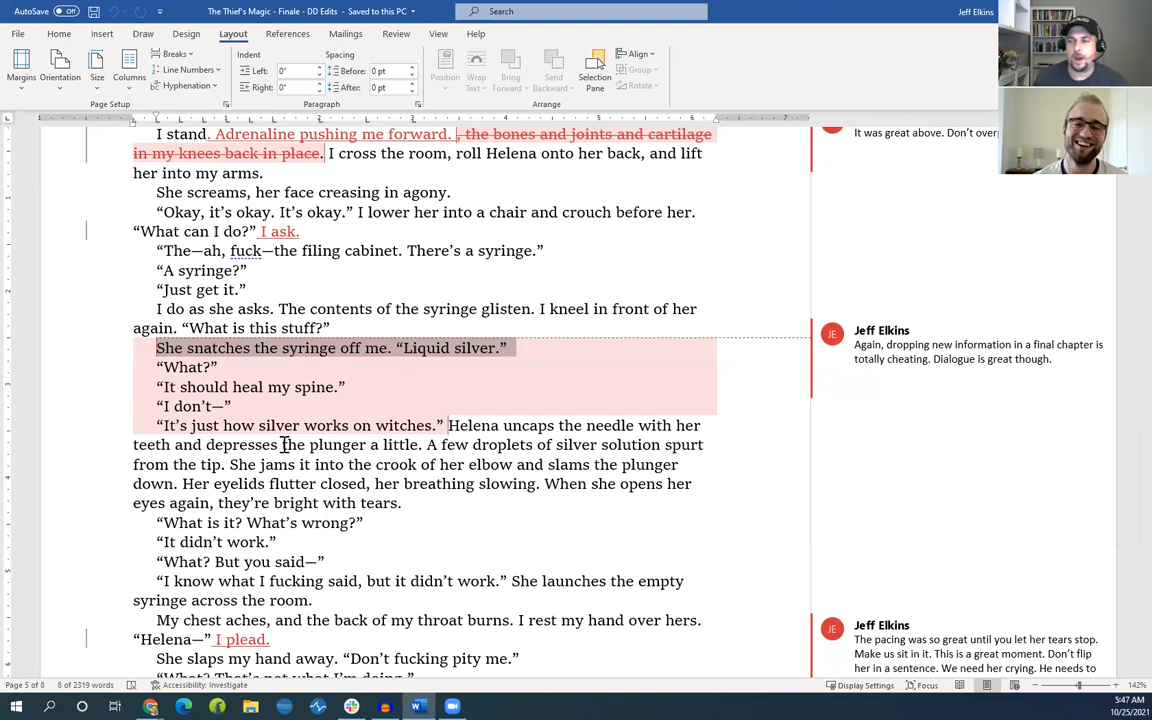 AutoSave Off
The Thief's Magic - Finale - DD Edits - Saved to this PC
Search
Jeff Elkins
File Home Insert Draw Design Layout References Mailings Review View Help
Margins Orientation Size Columns
Breaks
Line Numbers
Hyphenation
Page Setup
Indent Spacing
Left: 0" Before: 0 pt
Right: 0" After: 0 pt
Paragraph
Position Wrap Text Bring Forward Send Backward Selection Pane
Align
Group
Rotate
Arrange
I stand. Adrenaline pushing me forward. , the bones and joints and cartilage
in my knees back in place. I cross the room, roll Helena onto her back, and lift
her into my arms.
She screams, her face creasing in agony.
“Okay, it’s okay. It’s okay.” I lower her into a chair and crouch before her.
“What can I do?” I ask.
“The—ah, fuck—the filing cabinet. There’s a syringe.”
“A syringe?”
“Just get it.”
I do as she asks. The contents of the syringe glisten. I kneel in front of her
again. “What is this stuff?”
She snatches the syringe off me. “Liquid silver.”
“What?”
“It should heal my spine.”
“I don’t—”
“It’s just how silver works on witches.” Helena uncaps the needle with her
teeth and depresses the plunger a little. A few droplets of silver solution spurt
from the tip. She jams it into the crook of her elbow and slams the plunger
down. Her eyelids flutter closed, her breathing slowing. When she opens her
eyes again, they’re bright with tears.
“What is it? What’s wrong?”
“It didn’t work.”
“What? But you said—”
“I know what I fucking said, but it didn’t work.” She launches the empty
syringe across the room.
My chest aches, and the back of my throat burns. I rest my hand over hers.
“Helena—” I plead.
She slaps my hand away. “Don’t fucking pity me.”
“What? That’s not what I’m doing.”
It was great above. Don’t
JE Jeff Elkins
Again, dropping new information in a final chapter is
totally cheating. Dialogue is great though.
JE Jeff Elkins
The pacing was so great until you let her tears stop.
Make us sit in it. This is a great moment. Don’t flip
her in a sentence. We need her crying. He needs to
Page 5 of 8 8 of 2319 words Accessibility: Investigate
Display Settings Focus 142%
5:47 AM
10/25/2021